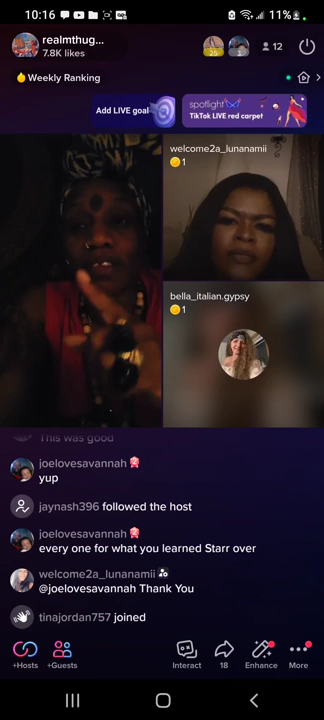 10:16
11%
realmthug...
7.8K likes
25
1
12
Weekly Ranking
Add LIVE goal
spotlight
TikTok LIVE red carpet
welcome2a_lunanamii
1
bella_italian.gypsy
1
This was good
joelovesavannah
yup
jaynash396 followed the host
joelovesavannah
every one for what you learned Starr over
welcome2a_lunanamii
@joelovesavannah Thank You
tinajordan757 joined
+Hosts
+Guests
Interact
18
Enhance
More